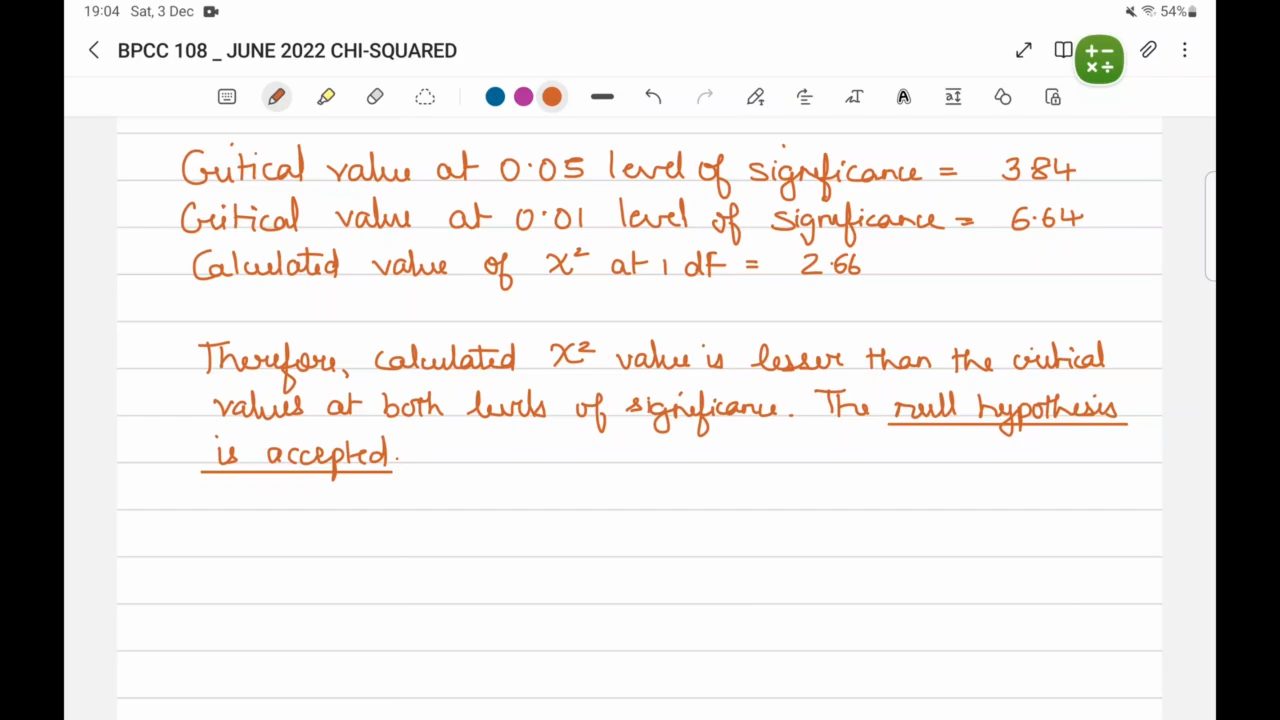 19:04 Sat, 3 Dec 54%
BPCC 108 _ JUNE 2022 CHI-SQUARED
Critical value at 0.05 level of significance = 3.84
Critical value at 0.01 level of significance = 6.64
Calculated value of x² at 1 df = 2.66
Therefore, calculated x² value is lesser than the critical
values at both levels of significance. The null hypothesis
is accepted.